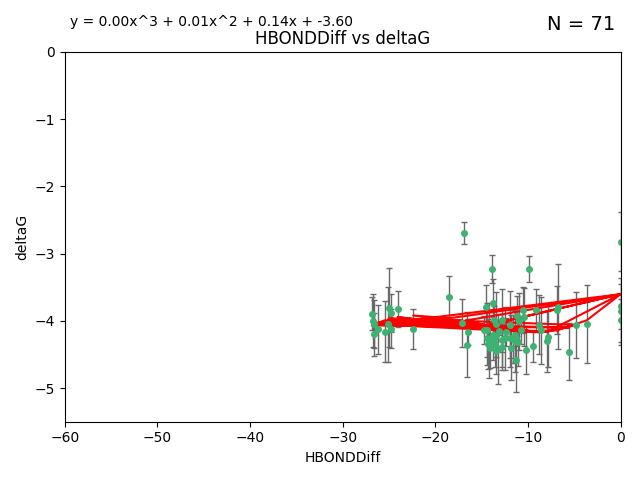 y = 0.00x^3 + 0.01x^2 + 0.14x + -3.60
N = 71
HBONDDiff vs deltaG
0
−1
−2
−3
−4
−5
deltaG
−60
−50
−40
−30
−20
−10
0
HBONDDiff